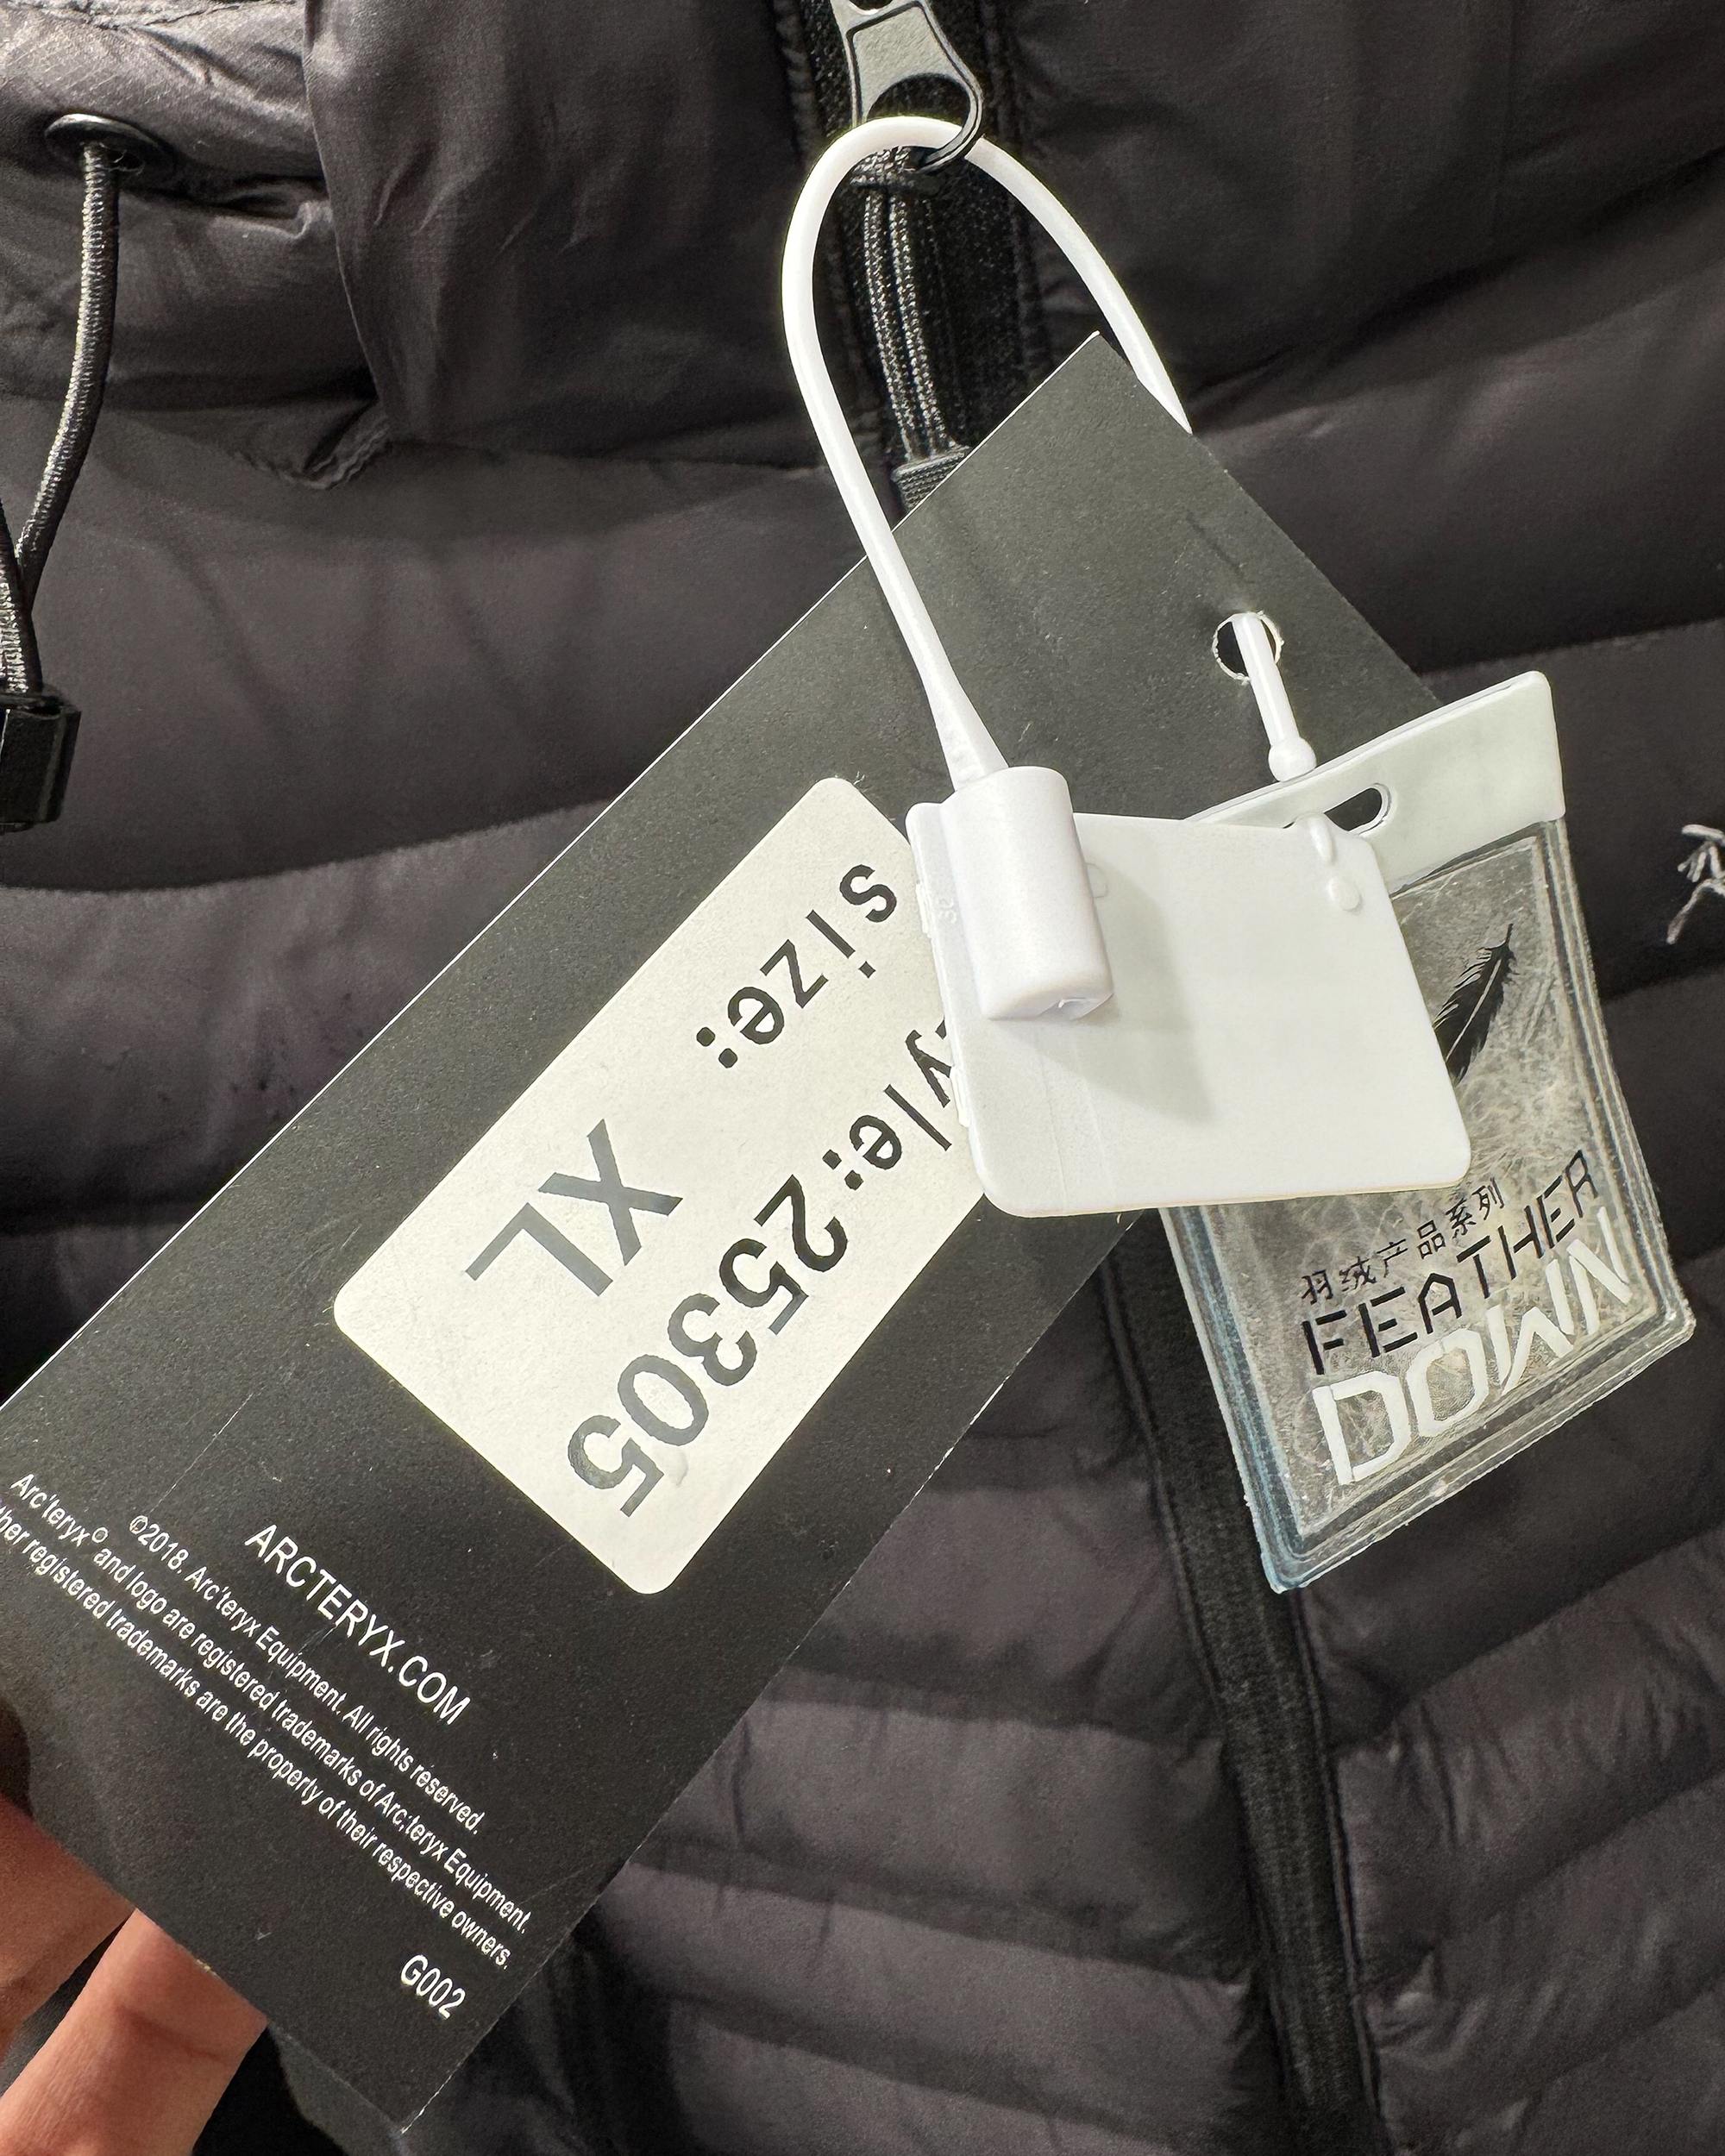 size:
XL
yle:25305
ARCTERYX.COM
©2018. Arc'teryx Equipment. All rights reserved.
Arc'teryx© and logo are registered trademarks of Arc;teryx Equipment.
ther registered trademarks are the property of their respective owners.
G002
羽绒产品系列
FEATHER
DOWN